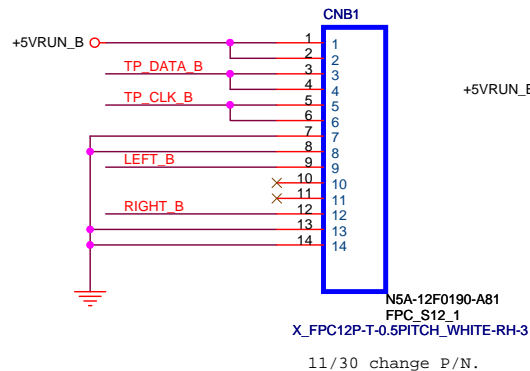 CNB1
+5VRUN_B
1 1
2 2
TP_DATA_B
3 3
4 4
TP_CLK_B
5 5
6 6
7 7
8 8
LEFT_B
9 9
10 10
11 11
RIGHT_B
12 12
13 13
14 14
+5VRUN_B
N5A-12F0190-A81
FPC_S12_1
X_FPC12P-T-0.5PITCH_WHITE-RH-3
11/30 change P/N.